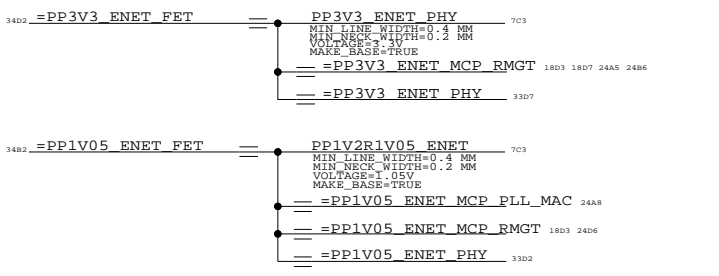 34D2 =PP3V3_ENET_FET PP3V3_ENET_PHY 7C3
MIN_LINE_WIDTH=0.4 MM
MIN_NECK_WIDTH=0.2 MM
VOLTAGE=3.3V
MAKE_BASE=TRUE
=PP3V3_ENET_MCP_RMGT 18D3 18D7 24A5 24B6
=PP3V3_ENET_PHY 33D7
34B2 =PP1V05_ENET_FET PP1V2R1V05_ENET 7C3
MIN_LINE_WIDTH=0.4 MM
MIN_NECK_WIDTH=0.2 MM
VOLTAGE=1.05V
MAKE_BASE=TRUE
=PP1V05_ENET_MCP_PLL_MAC 24A8
=PP1V05_ENET_MCP_RMGT 18D3 24D6
=PP1V05_ENET_PHY 33D2